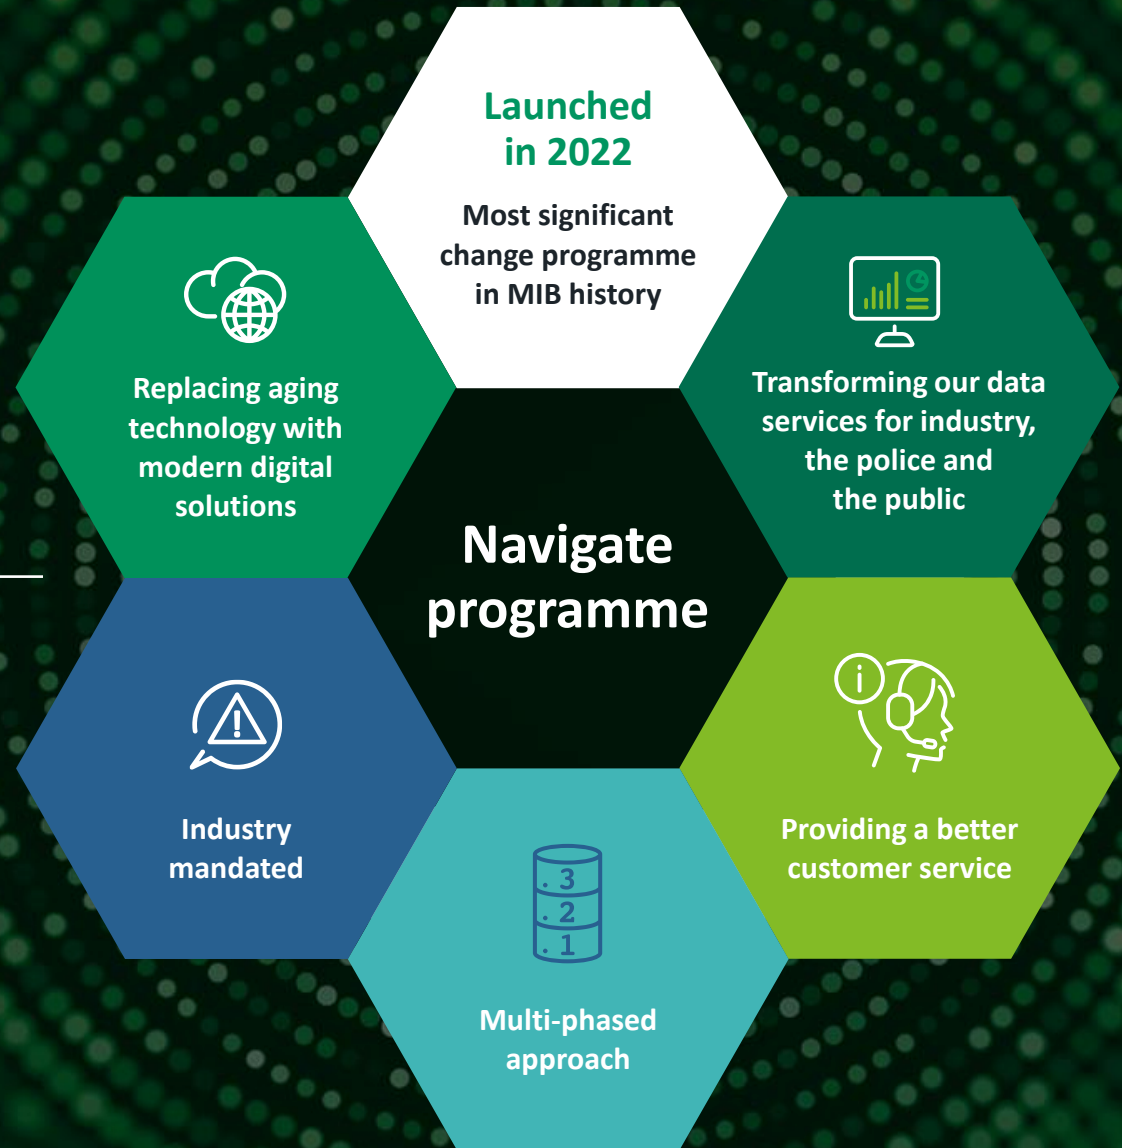 Launched
in 2022
Most significant
change programme
in MIB history
Transforming our data
services for industry,
the police and
the public
Providing a better
customer service
3
2
1
Multi-phased
approach
Industry
mandated
Replacing aging
technology with
modern digital
solutions
Navigate
programme